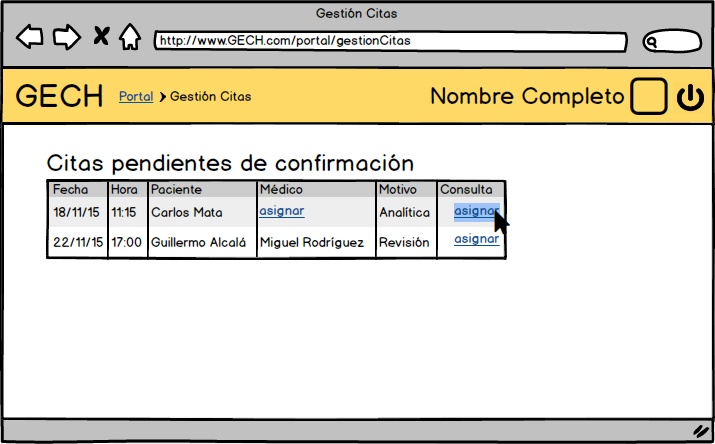 Gestión Citas
http://www.GECH.com/portal/gestionCitas
GECH Portal > Gestión Citas Nombre Completo
Citas pendientes de confirmación
Fecha Hora Paciente Médico Motivo Consulta
18/11/15 11:15 Carlos Mata asignar Analítica asignar
22/11/15 17:00 Guillermo Alcalá Miguel Rodríguez Revisión asignar